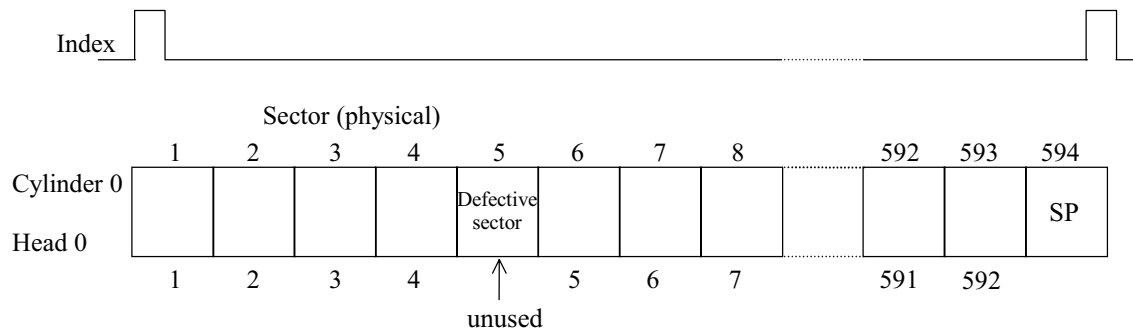 Index
Sector (physical)
1 2 3 4 5 6 7 8 592 593 594
Cylinder 0
Defective
sector
SP
Head 0
1 2 3 4 5 6 7 591 592
unused